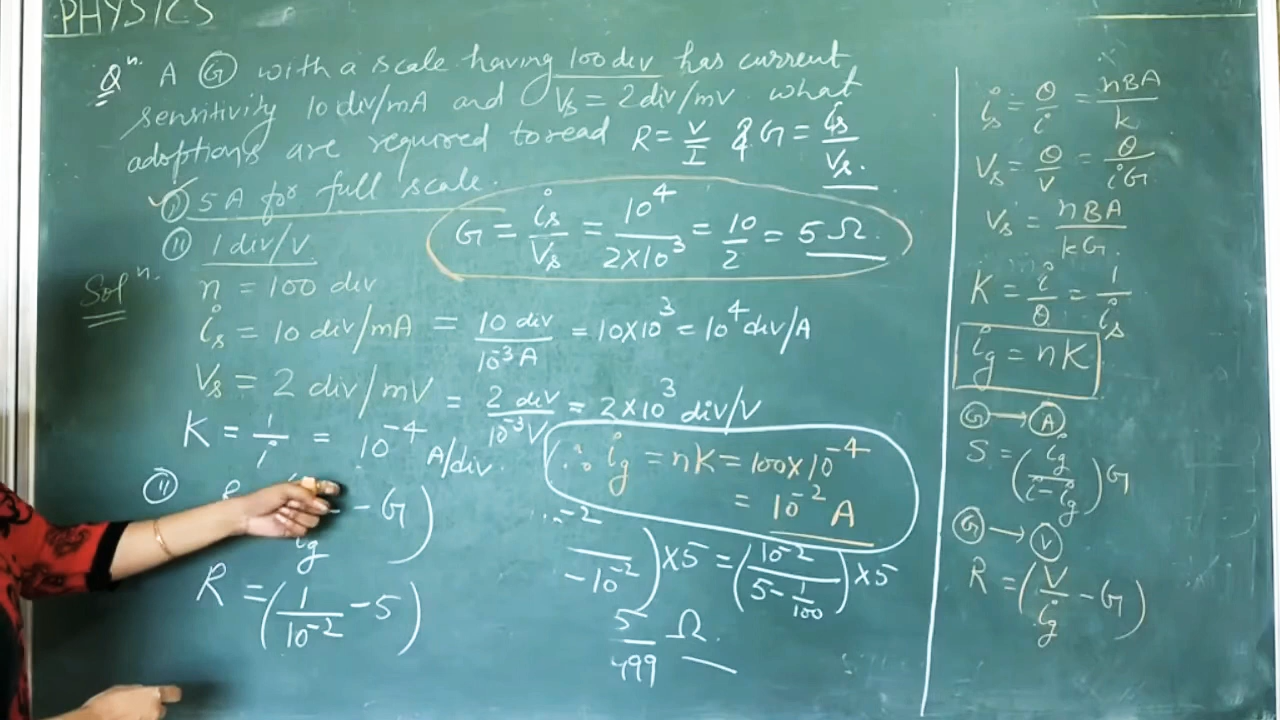 PHYSICS
Qn. A (G) with a scale having 100 div has current
sensitivity 10 div/mA and Vs = 2 div/mV what
adoptions are required to read R = V/I & G = is/Vs
(i) 5 A for full scale.
(ii) 1 div/V
G = is/Vs = 10^4/2×10^3 = 10/2 = 5 Ω
Soln. n = 100 div
is = 10 div/mA = 10 div/10^-3 A = 10×10^3 = 10^4 div/A
Vs = 2 div/mV = 2 div/10^-3 V = 2×10^3 div/V
K = 1/i = 10^-4 A/div.
∴ ig = nK = 100×10^-4
= 10^-2 A
(ii) ig - G)
R = (1/10^-2 - 5)
-10^-2) ×5 = (10^-2/5 - 1/100) ×5
5/499 Ω
is = θ/i = nBA/k
Vs = θ/V = θ/iG
Vs = nBA/kG
K = i/θ = 1/is
ig = nK
(G) → (A)
S = (ig/i-ig) G
(G) → (V)
R = (V/ig - G)